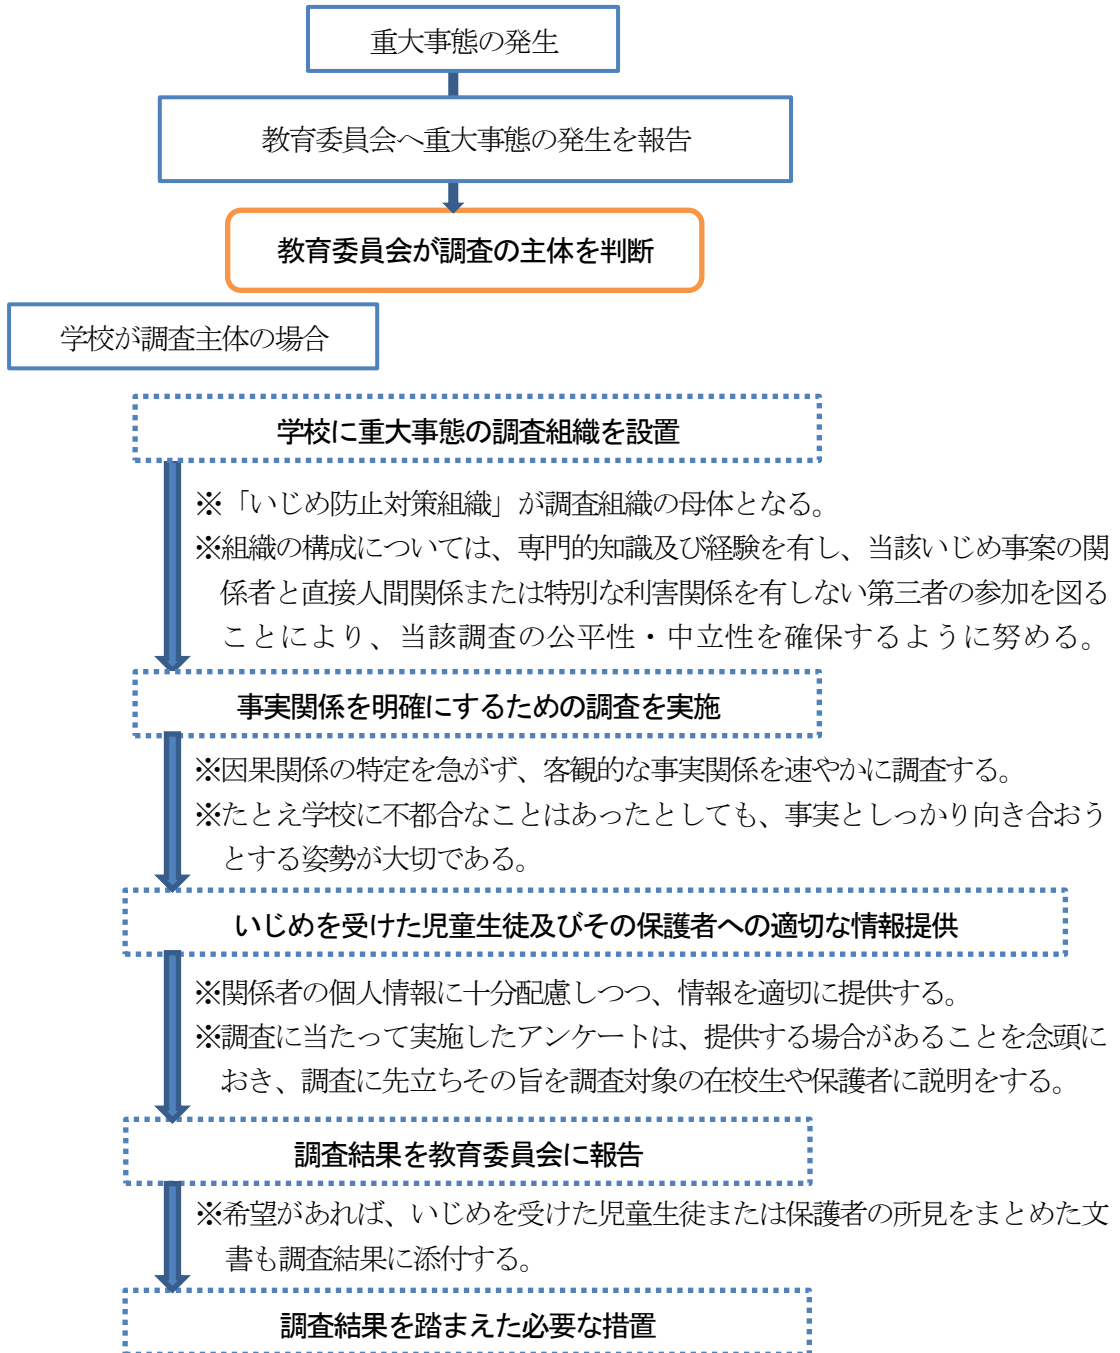 重大事態の発生
教育委員会へ重大事態の発生を報告
教育委員会が調査の主体を判断
学校が調査主体の場合
学校に重大事態の調査組織を設置
※「いじめ防止対策組織」が調査組織の母体となる。
※組織の構成については、専門的知識及び経験を有し、当該いじめ事案の関
係者と直接人間関係または特別な利害関係を有しない第三者の参加を図る
ことにより、当該調査の公平性・中立性を確保するように努める。
事実関係を明確にするための調査を実施
※因果関係の特定を急がず、客観的な事実関係を速やかに調査する。
※たとえ学校に不都合なことはあったとしても、事実としっかり向き合おう
とする姿勢が大切である。
いじめを受けた児童生徒及びその保護者への適切な情報提供
※関係者の個人情報に十分配慮しつつ、情報を適切に提供する。
※調査に当たって実施したアンケートは、提供する場合があることを念頭に
おき、調査に先立ちその旨を調査対象の在校生や保護者に説明をする。
調査結果を教育委員会に報告
※希望があれば、いじめを受けた児童生徒または保護者の所見をまとめた文
書も調査結果に添付する。
調査結果を踏まえた必要な措置